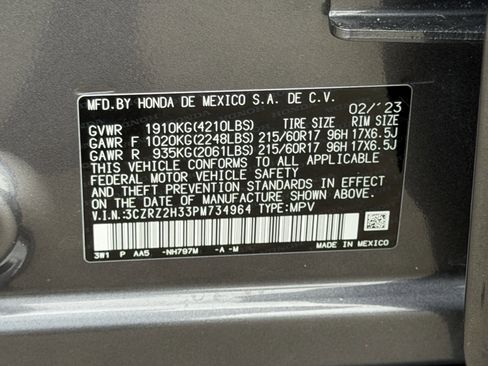 MFD.BY HONDA DE MEXICO S.A. DE C.V. 02/'23
TIRE SIZE RIM SIZE
GVWR 1910KG(4210LBS)
GAWR F 1020KG(2248LBS) 215/60R17 96H 17X6.5J
GAWR R 935KG(2061LBS) 215/60R17 96H 17X6.5J
THIS VEHICLE CONFORMS TO ALL APPLICABLE
FEDERAL MOTOR VEHICLE SAFETY
AND THEFT PREVENTION STANDARDS IN EFFECT
ON THE DATE OF MANUFACTURE SHOWN ABOVE.
V.I.N.:3CZRZ2H33PM734964 TYPE:MPV
3W1 P AA5 -NH797M -A -M MADE IN MEXICO